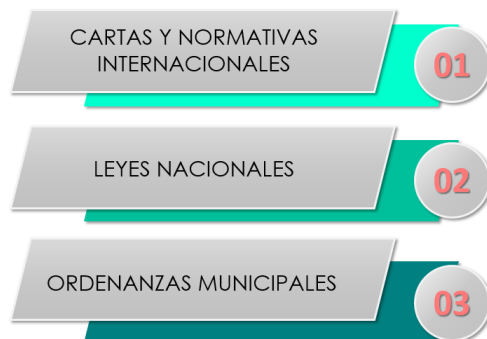 CARTAS Y NORMATIVAS
INTERNACIONALES
01
LEYES NACIONALES
02
ORDENANZAS MUNICIPALES
03